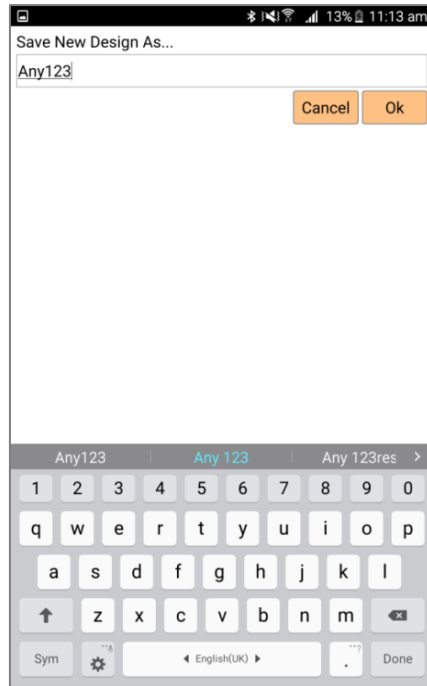 13% 11:13 am
Save New Design As...
Any123
Cancel Ok
Any123 Any 123 Any 123res >
1 2 3 4 5 6 7 8 9 0
q w e r t y u i o p
a s d f g h j k l
z x c v b n m
Sym English(UK) . Done